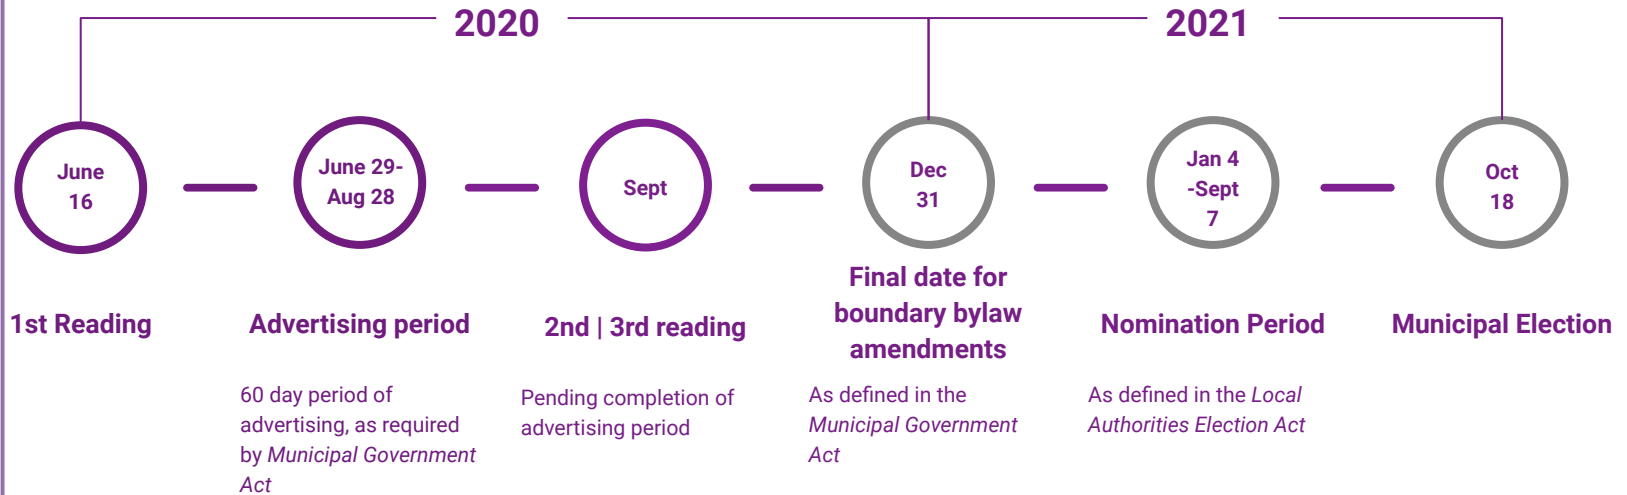 2020
2021
June
16
June 29-
Aug 28
Sept
Dec
31
Jan 4
-Sept
7
Oct
18
1st Reading
Advertising period
60 day period of
advertising, as required
by Municipal Government
Act
2nd | 3rd reading
Pending completion of
advertising period
Final date for
boundary bylaw
amendments
As defined in the
Municipal Government
Act
Nomination Period
As defined in the Local
Authorities Election Act
Municipal Election